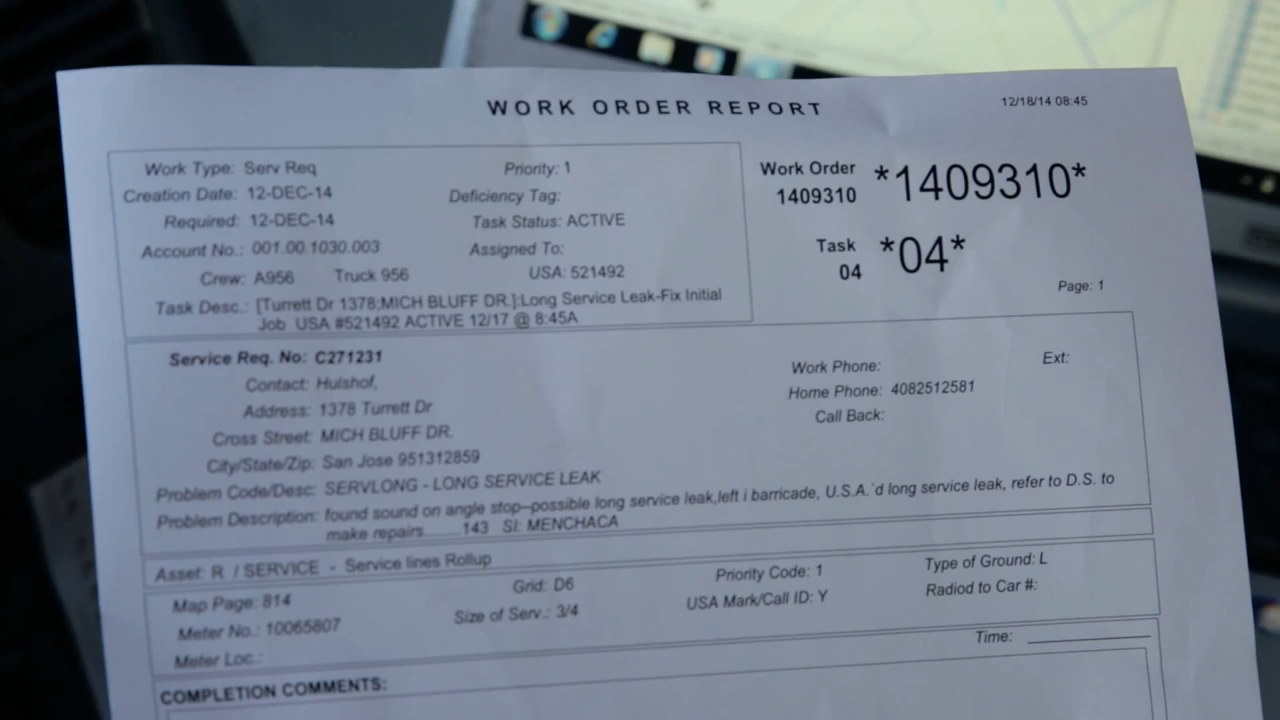 WORK ORDER REPORT
12/18/14 08:45
Work Type: Serv Req Priority: 1
Creation Date: 12-DEC-14 Deficiency Tag:
Required: 12-DEC-14 Task Status: ACTIVE
Account No.: 001.00.1030.003 Assigned To:
Crew: A956 Truck 956 USA: 521492
Task Desc.: [Turrett Dr 1378;MICH BLUFF DR.]:Long Service Leak-Fix Initial
Job USA #521492 ACTIVE 12/17 @ 8:45A
Work Order *1409310*
1409310
Task *04*
04
Page: 1
Service Req. No: C271231
Contact: Hulshof,
Address: 1378 Turrett Dr
Cross Street: MICH BLUFF DR.
City/State/Zip: San Jose 951312859
Work Phone: Ext:
Home Phone: 4082512581
Call Back:
Problem Code/Desc: SERVLONG - LONG SERVICE LEAK
Problem Description: found sound on angle stop--possible long service leak,left i barricade, U.S.A.'d long service leak, refer to D.S. to
make repairs.......143 SI: MENCHACA
Asset: R / SERVICE - Service lines Rollup
Map Page: 814 Grid: D6 Priority Code: 1 Type of Ground: L
Meter No.: 10065807 Size of Serv.: 3/4 USA Mark/Call ID: Y Radiod to Car #:
Meter Loc.:
Time:
COMPLETION COMMENTS: